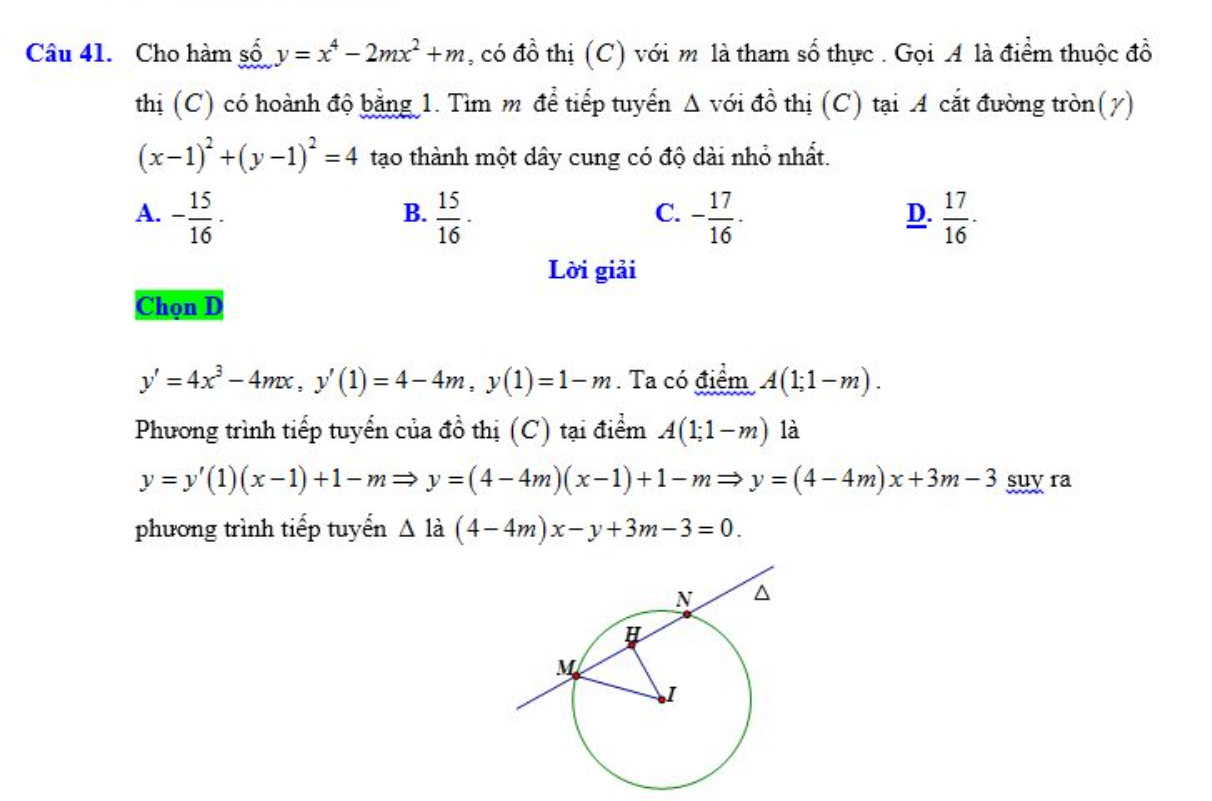 Câu 41. Cho hàm số y = x⁴ − 2mx² + m, có đồ thị (C) với m là tham số thực . Gọi A là điểm thuộc đồ
thị (C) có hoành độ bằng 1. Tìm m để tiếp tuyến Δ với đồ thị (C) tại A cắt đường tròn(γ)
(x−1)² + (y−1)² = 4 tạo thành một dây cung có độ dài nhỏ nhất.
A. −15/16. B. 15/16. C. −17/16. D. 17/16.
Lời giải
Chọn D
y′ = 4x³ − 4mx, y′(1) = 4 − 4m, y(1) = 1 − m. Ta có điểm A(1;1−m).
Phương trình tiếp tuyến của đồ thị (C) tại điểm A(1;1−m) là
y = y′(1)(x−1)+1−m ⇒ y = (4−4m)(x−1)+1−m ⇒ y = (4−4m)x+3m−3 suy ra
phương trình tiếp tuyến Δ là (4−4m)x−y+3m−3=0.
N Δ
H
M
I